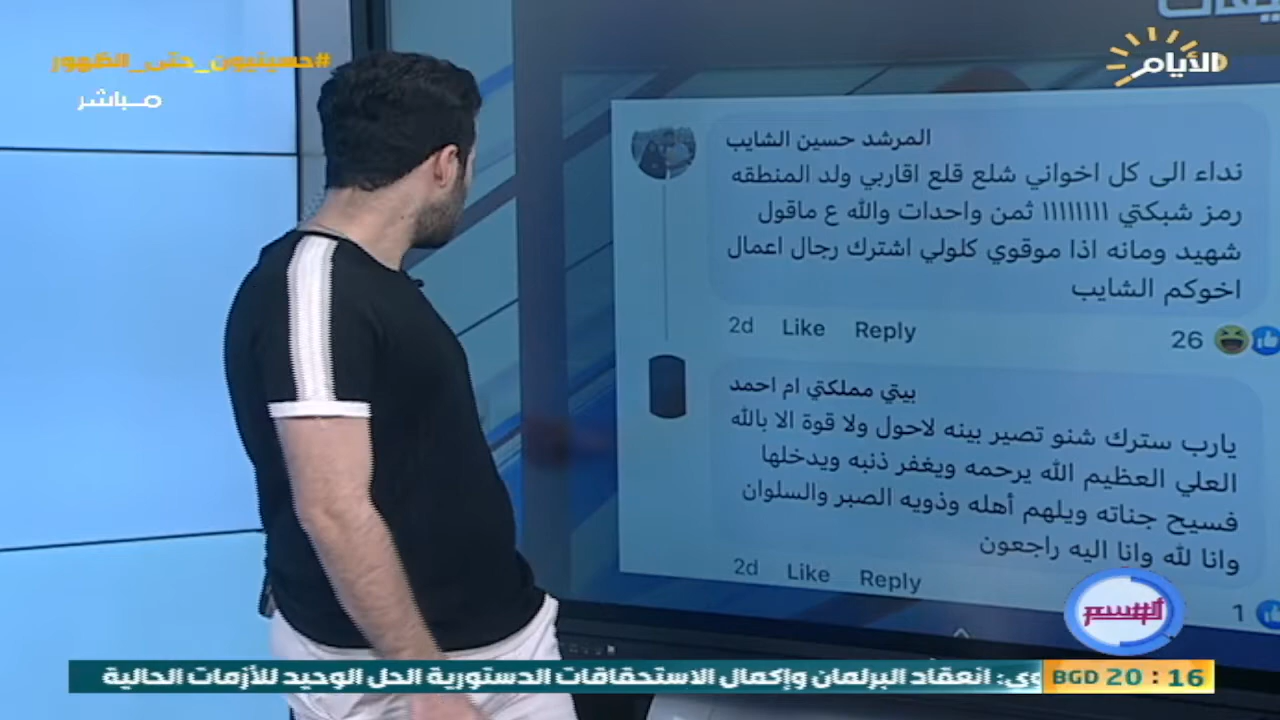 #حسينيون_حتى_الظهور
مباشر
الأيام
المرشد حسين الشايب
نداء الى كل اخواني شلع قلع اقاربي ولد المنطقه
رمز شبكتي ١١١١١١١١١ ثمن واحدات والله ع ماقول
شهيد ومانه اذا موقوي كلولي اشترك رجال اعمال
اخوكم الشايب
2d Like Reply
26
بيتي مملكتي ام احمد
يارب سترك شنو تصير بينه لاحول ولا قوة الا بالله
العلي العظيم الله يرحمه ويغفر ذنبه ويدخلها
فسيح جناته ويلهم أهله وذويه الصبر والسلوان
وانا لله وانا اليه راجعون
2d Like Reply
1
وي: انعقاد البرلمان وإكمال الاستحقاقات الدستورية الحل الوحيد للأزمات الحالية
BGD 20:16